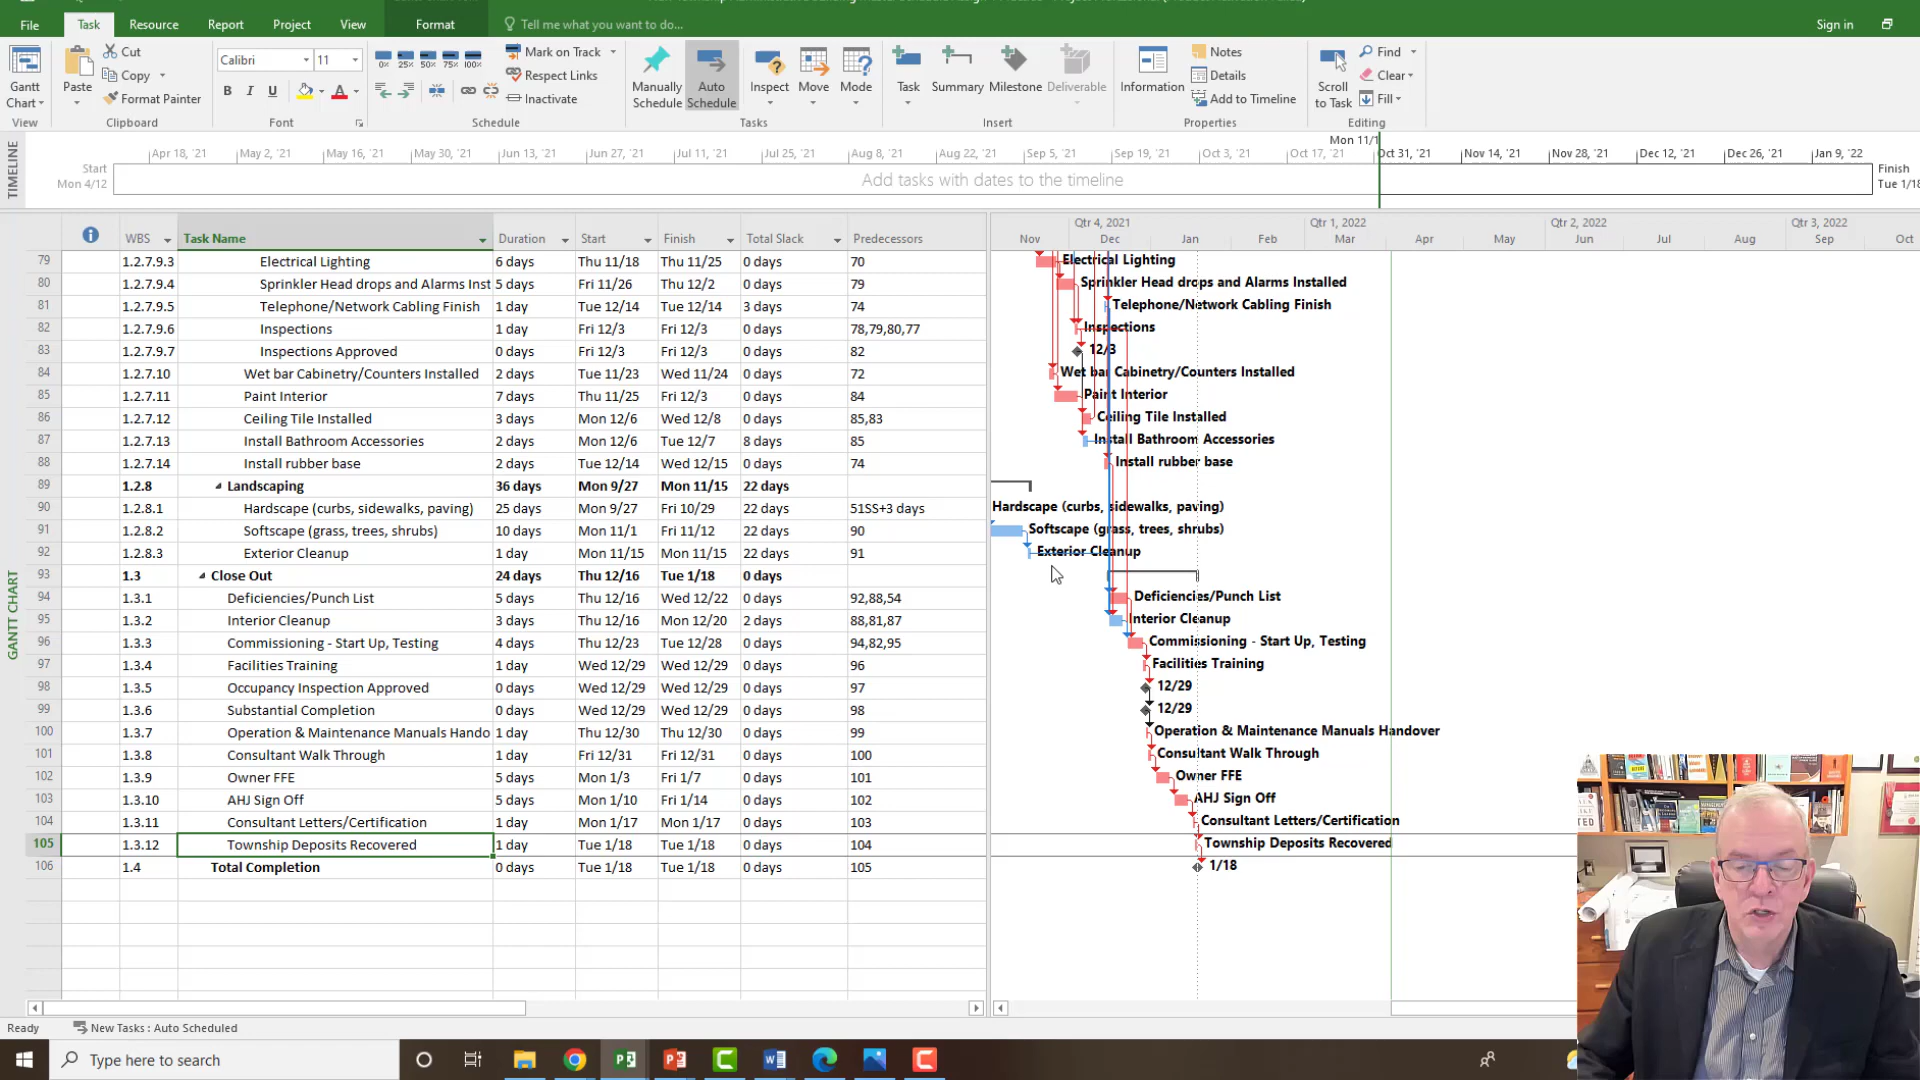 File Task Resource Report Project View Format Tell me what you want to do... Sign in
Cut
Copy
Format Painter
Paste
Gantt Chart
Calibri 11
B I U
0% 25% 50% 75% 100%
Mark on Track
Respect Links
Inactivate
Manually Schedule
Auto Schedule
Inspect Move Mode
Task Summary Milestone Deliverable
Information
Notes
Details
Add to Timeline
Scroll to Task
Find
Clear
Fill
View Clipboard Font Schedule Tasks Insert Properties Editing
Mon 11/1
TIMELINE
Apr 18, '21 May 2, '21 May 16, '21 May 30, '21 Jun 13, '21 Jun 27, '21 Jul 11, '21 Jul 25, '21 Aug 8, '21 Aug 22, '21 Sep 5, '21 Sep 19, '21 Oct 3, '21 Oct 17, '21 Oct 31, '21 Nov 14, '21 Nov 28, '21 Dec 12, '21 Dec 26, '21 Jan 9, '22
Start
Mon 4/12
Add tasks with dates to the timeline
Finish
Tue 1/18
WBS Task Name Duration Start Finish Total Slack Predecessors
Qtr 4, 2021 Qtr 1, 2022 Qtr 2, 2022 Qtr 3, 2022
Nov Dec Jan Feb Mar Apr May Jun Jul Aug Sep Oct
79 1.2.7.9.3 Electrical Lighting 6 days Thu 11/18 Thu 11/25 0 days 70
80 1.2.7.9.4 Sprinkler Head drops and Alarms Inst 5 days Fri 11/26 Thu 12/2 0 days 79
81 1.2.7.9.5 Telephone/Network Cabling Finish 1 day Tue 12/14 Tue 12/14 3 days 74
82 1.2.7.9.6 Inspections 1 day Fri 12/3 Fri 12/3 0 days 78,79,80,77
83 1.2.7.9.7 Inspections Approved 0 days Fri 12/3 Fri 12/3 0 days 82
84 1.2.7.10 Wet bar Cabinetry/Counters Installed 2 days Tue 11/23 Wed 11/24 0 days 72
85 1.2.7.11 Paint Interior 7 days Thu 11/25 Fri 12/3 0 days 84
86 1.2.7.12 Ceiling Tile Installed 3 days Mon 12/6 Wed 12/8 0 days 85,83
87 1.2.7.13 Install Bathroom Accessories 2 days Mon 12/6 Tue 12/7 8 days 85
88 1.2.7.14 Install rubber base 2 days Tue 12/14 Wed 12/15 0 days 74
89 1.2.8 Landscaping 36 days Mon 9/27 Mon 11/15 22 days
90 1.2.8.1 Hardscape (curbs, sidewalks, paving) 25 days Mon 9/27 Fri 10/29 22 days 51SS+3 days
91 1.2.8.2 Softscape (grass, trees, shrubs) 10 days Mon 11/1 Fri 11/12 22 days 90
92 1.2.8.3 Exterior Cleanup 1 day Mon 11/15 Mon 11/15 22 days 91
93 1.3 Close Out 24 days Thu 12/16 Tue 1/18 0 days
94 1.3.1 Deficiencies/Punch List 5 days Thu 12/16 Wed 12/22 0 days 92,88,54
95 1.3.2 Interior Cleanup 3 days Thu 12/16 Mon 12/20 2 days 88,81,87
96 1.3.3 Commissioning - Start Up, Testing 4 days Thu 12/23 Tue 12/28 0 days 94,82,95
97 1.3.4 Facilities Training 1 day Wed 12/29 Wed 12/29 0 days 96
98 1.3.5 Occupancy Inspection Approved 0 days Wed 12/29 Wed 12/29 0 days 97
99 1.3.6 Substantial Completion 0 days Wed 12/29 Wed 12/29 0 days 98
100 1.3.7 Operation & Maintenance Manuals Hando 1 day Thu 12/30 Thu 12/30 0 days 99
101 1.3.8 Consultant Walk Through 1 day Fri 12/31 Fri 12/31 0 days 100
102 1.3.9 Owner FFE 5 days Mon 1/3 Fri 1/7 0 days 101
103 1.3.10 AHJ Sign Off 5 days Mon 1/10 Fri 1/14 0 days 102
104 1.3.11 Consultant Letters/Certification 1 day Mon 1/17 Mon 1/17 0 days 103
105 1.3.12 Township Deposits Recovered 1 day Tue 1/18 Tue 1/18 0 days 104
106 1.4 Total Completion 0 days Tue 1/18 Tue 1/18 0 days 105
GANTT CHART
Electrical Lighting
Sprinkler Head drops and Alarms Installed
Telephone/Network Cabling Finish
Inspections
12/3
Wet bar Cabinetry/Counters Installed
Paint Interior
Ceiling Tile Installed
Install Bathroom Accessories
Install rubber base
Hardscape (curbs, sidewalks, paving)
Softscape (grass, trees, shrubs)
Exterior Cleanup
Deficiencies/Punch List
Interior Cleanup
Commissioning - Start Up, Testing
Facilities Training
12/29
12/29
Operation & Maintenance Manuals Handover
Consultant Walk Through
Owner FFE
AHJ Sign Off
Consultant Letters/Certification
Township Deposits Recovered
1/18
Ready New Tasks : Auto Scheduled
Type here to search